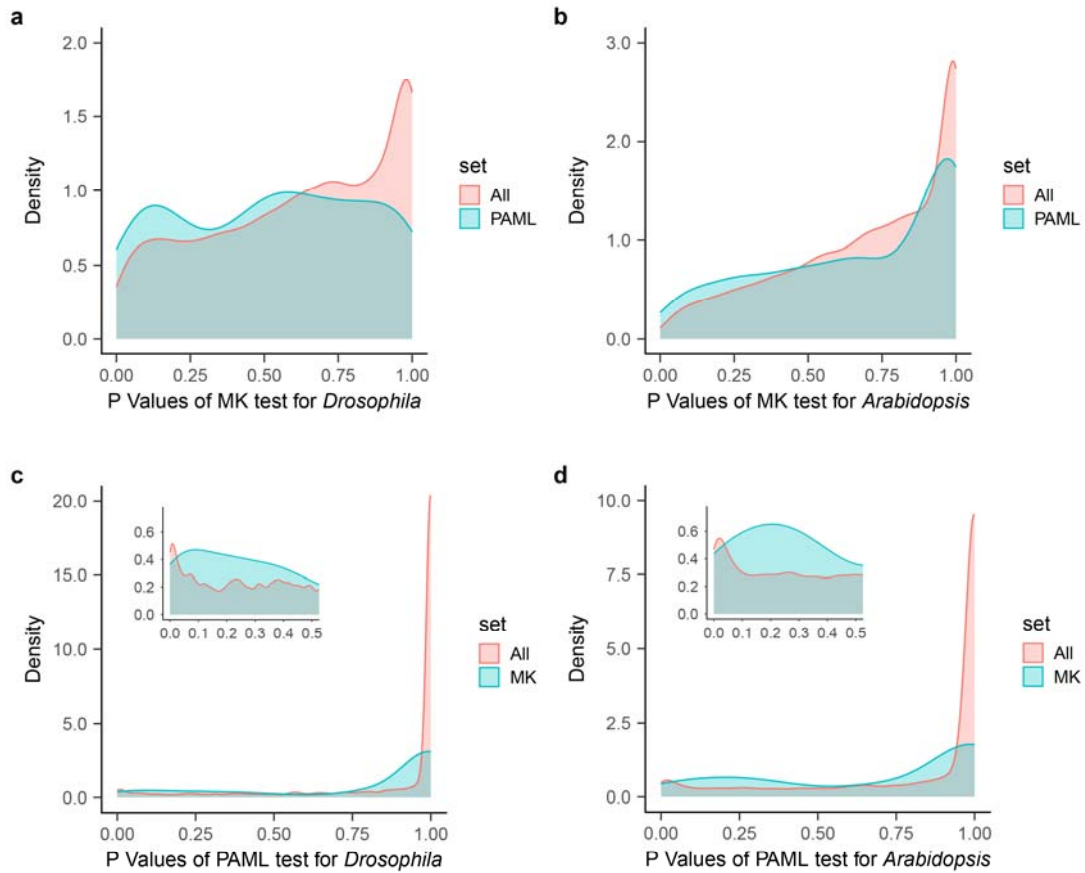 a
2.0
1.5
1.0
0.5
0.0
Density
0.00 0.25 0.50 0.75 1.00
P Values of MK test for Drosophila
set
All
PAML
b
3.0
2.0
1.0
0.0
Density
0.00 0.25 0.50 0.75 1.00
P Values of MK test for Arabidopsis
set
All
PAML
c
20.0
15.0
10.0
5.0
0.0
Density
0.6
0.4
0.2
0.0
0.0 0.1 0.2 0.3 0.4 0.5
0.00 0.25 0.50 0.75 1.00
P Values of PAML test for Drosophila
set
All
MK
d
10.0
7.5
5.0
2.5
0.0
Density
0.6
0.4
0.2
0.0
0.0 0.1 0.2 0.3 0.4 0.5
0.00 0.25 0.50 0.75 1.00
P Values of PAML test for Arabidopsis
set
All
MK